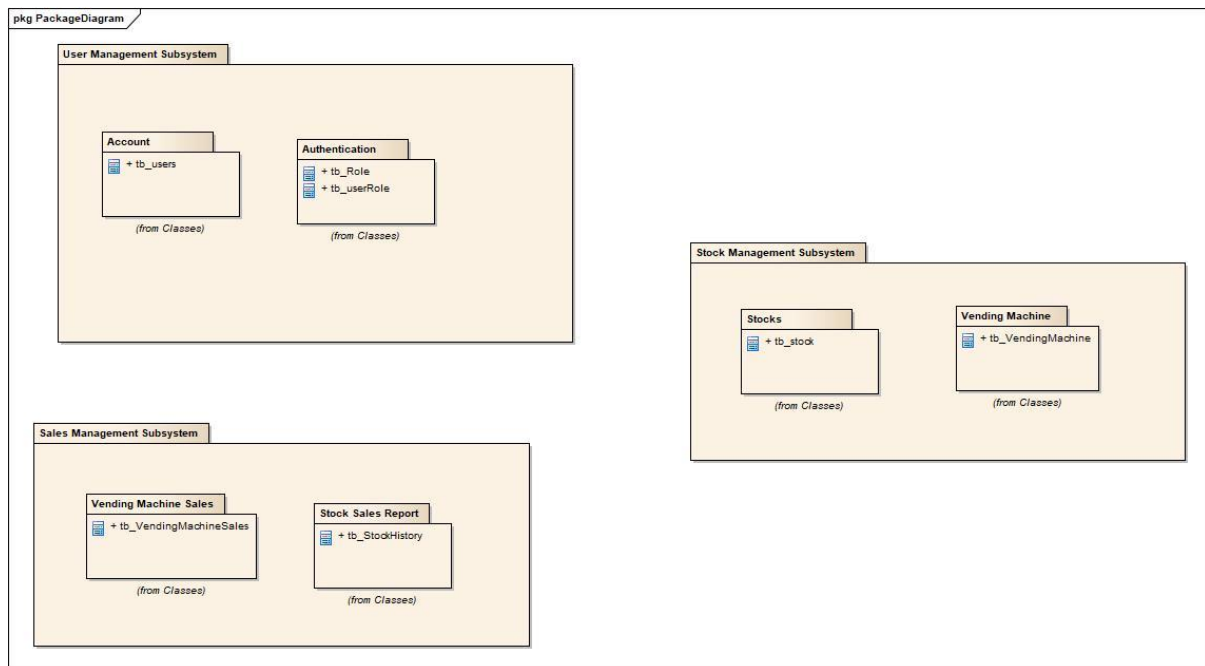 pkg PackageDiagram
User Management Subsystem
Account
+ tb_users
(from Classes)
Authentication
+ tb_Role
+ tb_userRole
(from Classes)
Stock Management Subsystem
Stocks
+ tb_stock
(from Classes)
Vending Machine
+ tb_VendingMachine
(from Classes)
Sales Management Subsystem
Vending Machine Sales
+ tb_VendingMachineSales
(from Classes)
Stock Sales Report
+ tb_StockHistory
(from Classes)